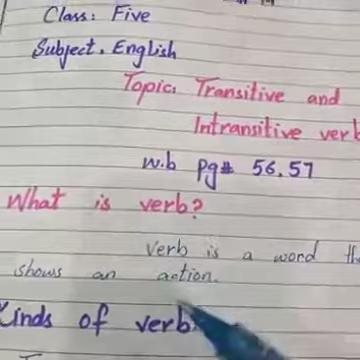 Class: Five
Subject. English
Topic. Transitive and
Intransitive verb
w.b pg# 56.57
What is verb?
Verb is a word th
shows an action.
Kinds of verb